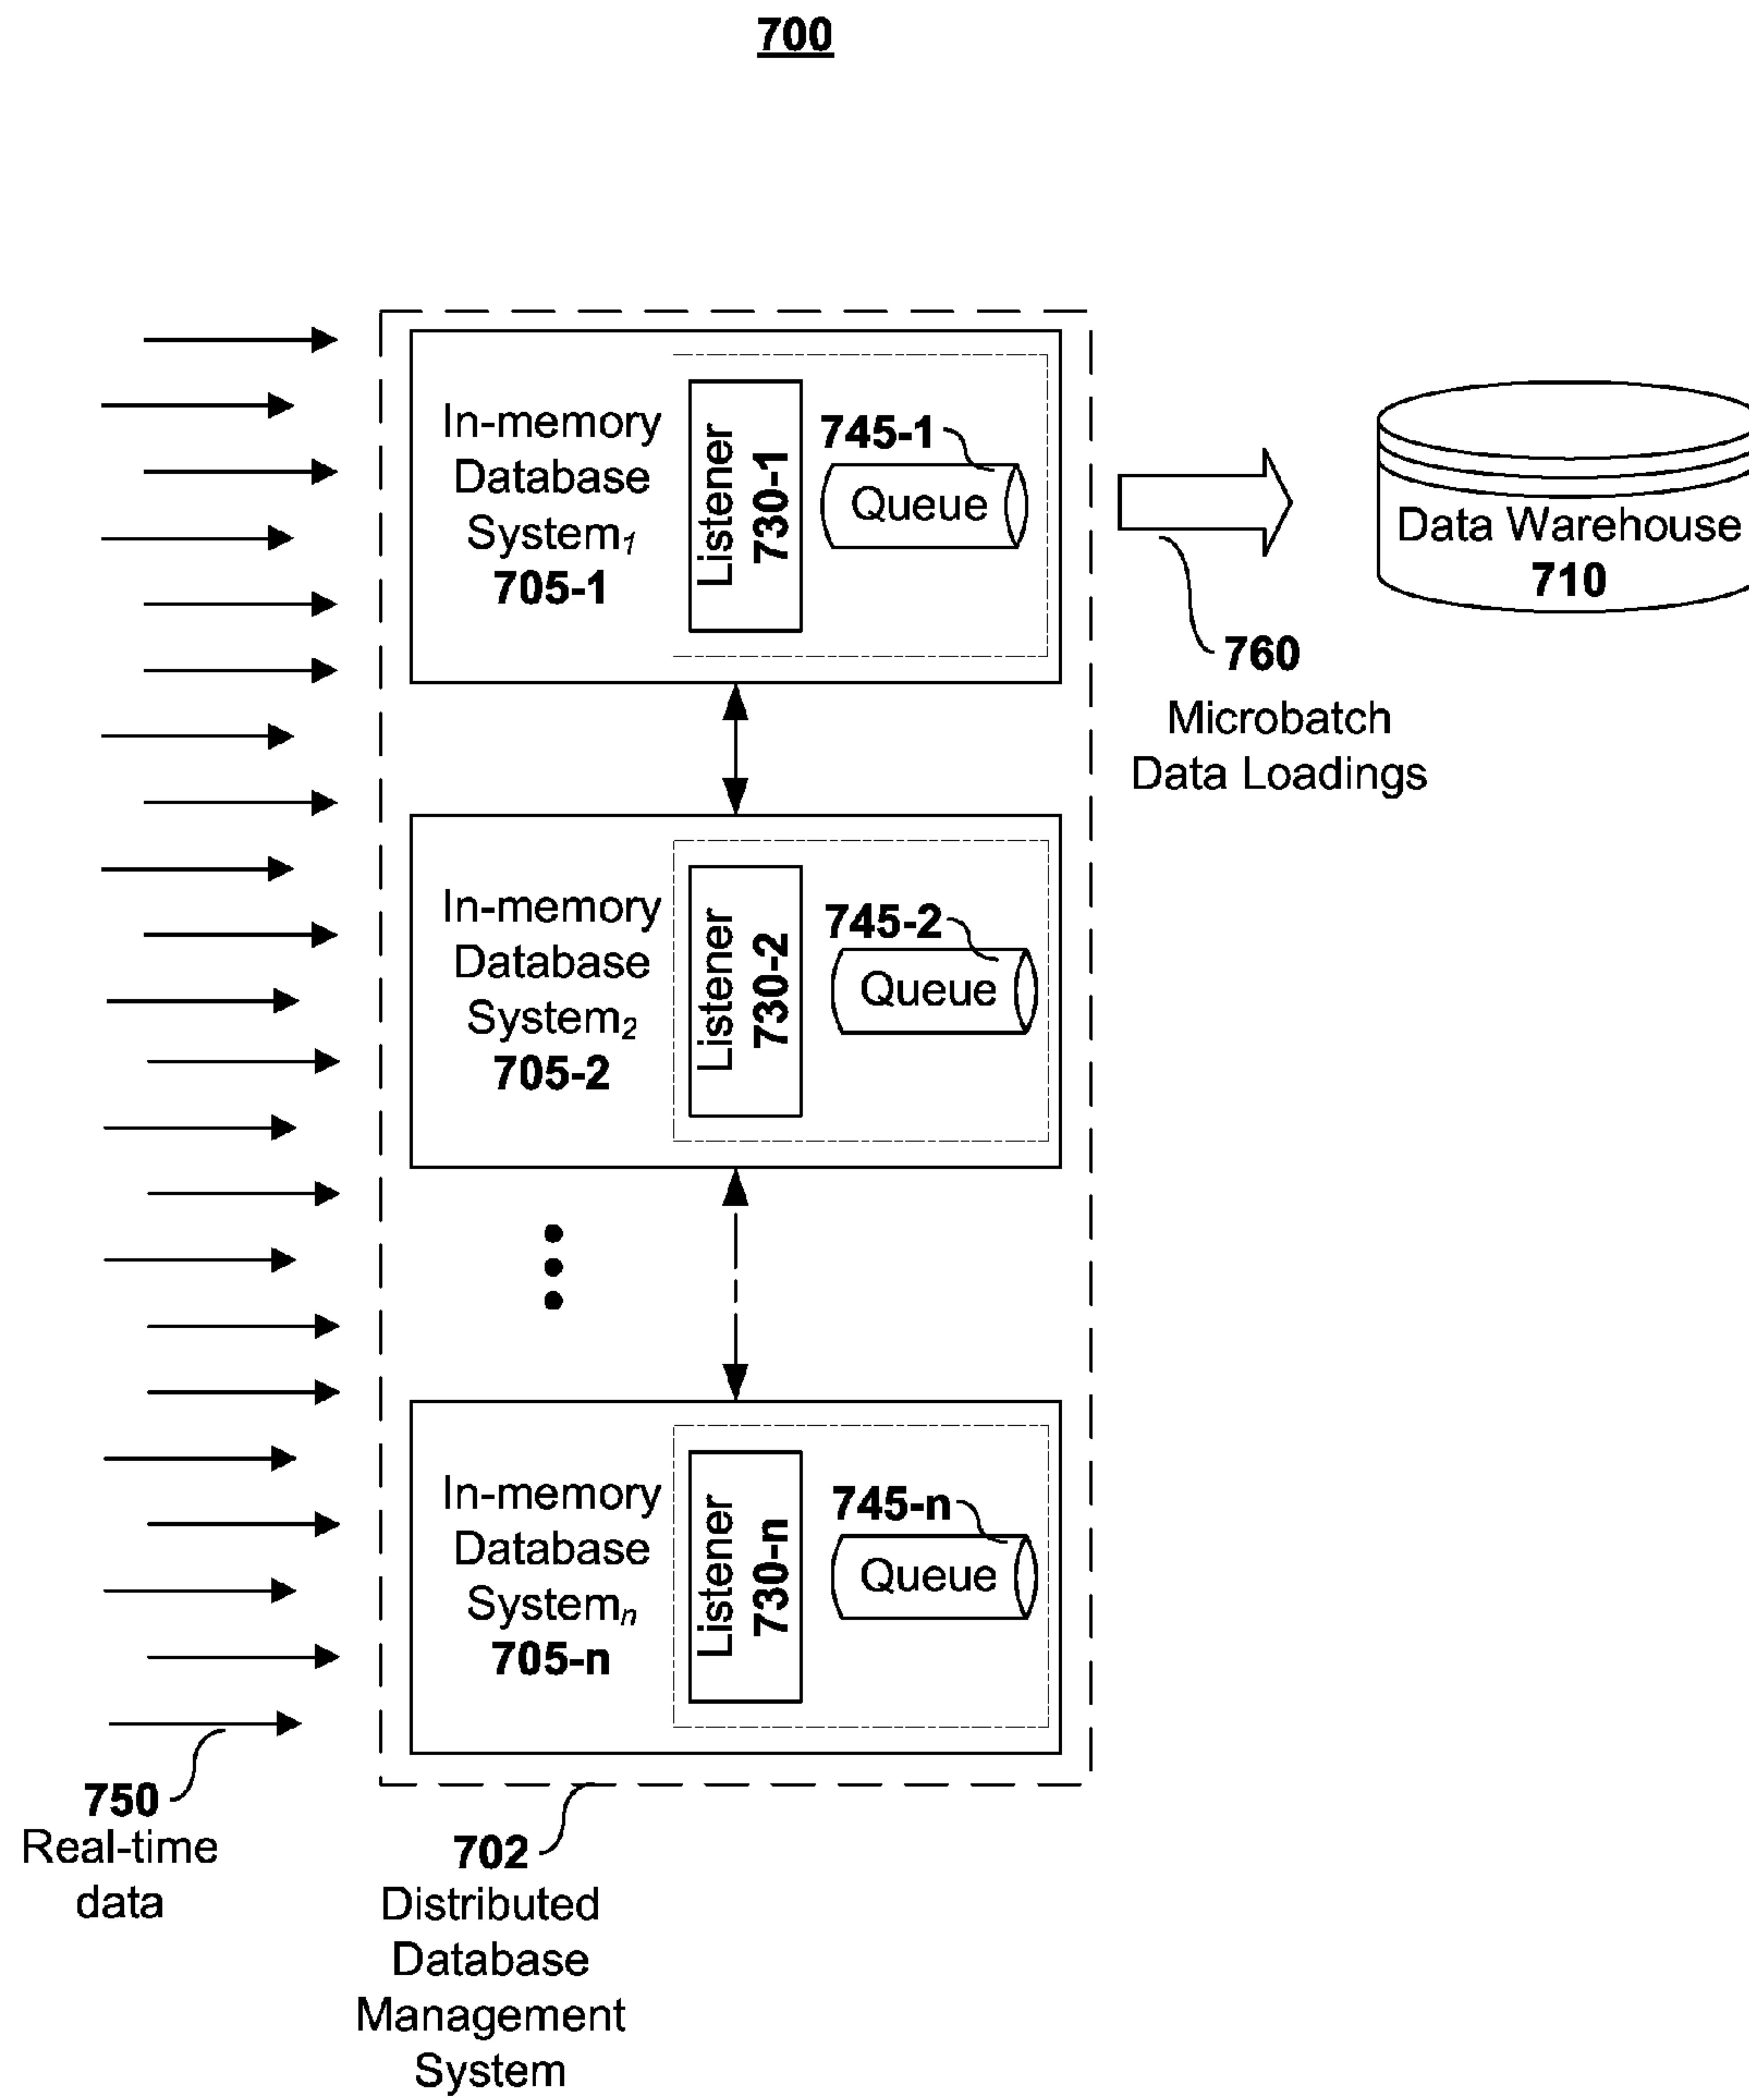 700
In-memory
Database
System1
705-1
Listener
730-1
745-1
Queue
Data Warehouse
710
760
Microbatch
Data Loadings
In-memory
Database
System2
705-2
Listener
730-2
745-2
Queue
In-memory
Database
Systemn
705-n
Listener
730-n
745-n
Queue
750
Real-time
data
702
Distributed
Database
Management
System